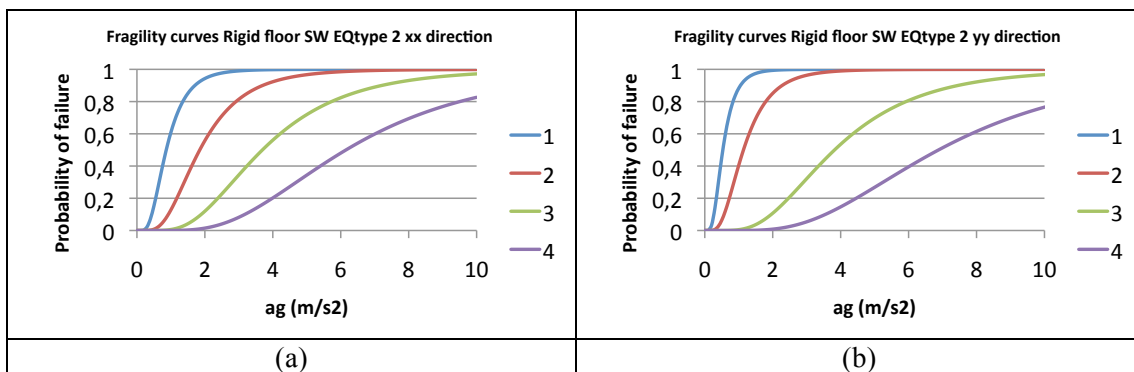 Fragility curves Rigid floor SW EQtype 2 xx direction
Probability of failure
1
0,8
0,6
0,4
0,2
0
0 2 4 6 8 10
ag (m/s2)
1
2
3
4
(a)
Fragility curves Rigid floor SW EQtype 2 yy direction
Probability of failure
1
0,8
0,6
0,4
0,2
0
0 2 4 6 8 10
ag (m/s2)
1
2
3
4
(b)